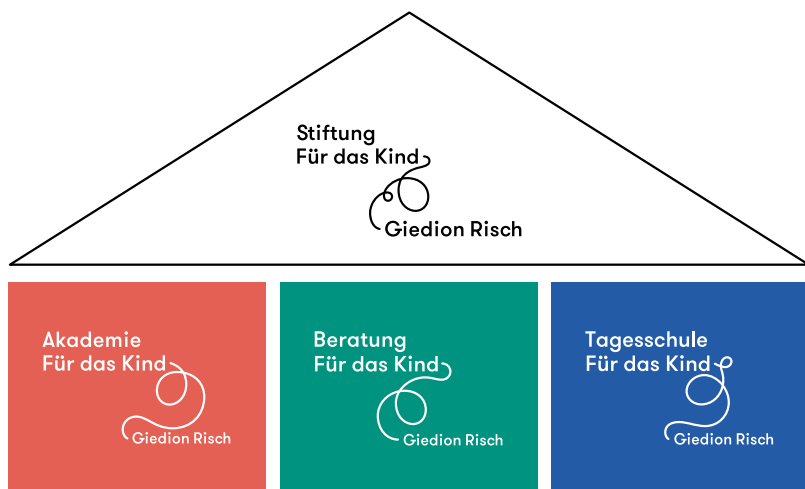 Stiftung
Für das Kind
Giedion Risch
Akademie
Für das Kind
Giedion Risch
Beratung
Für das Kind
Giedion Risch
Tagesschule
Für das Kind
Giedion Risch